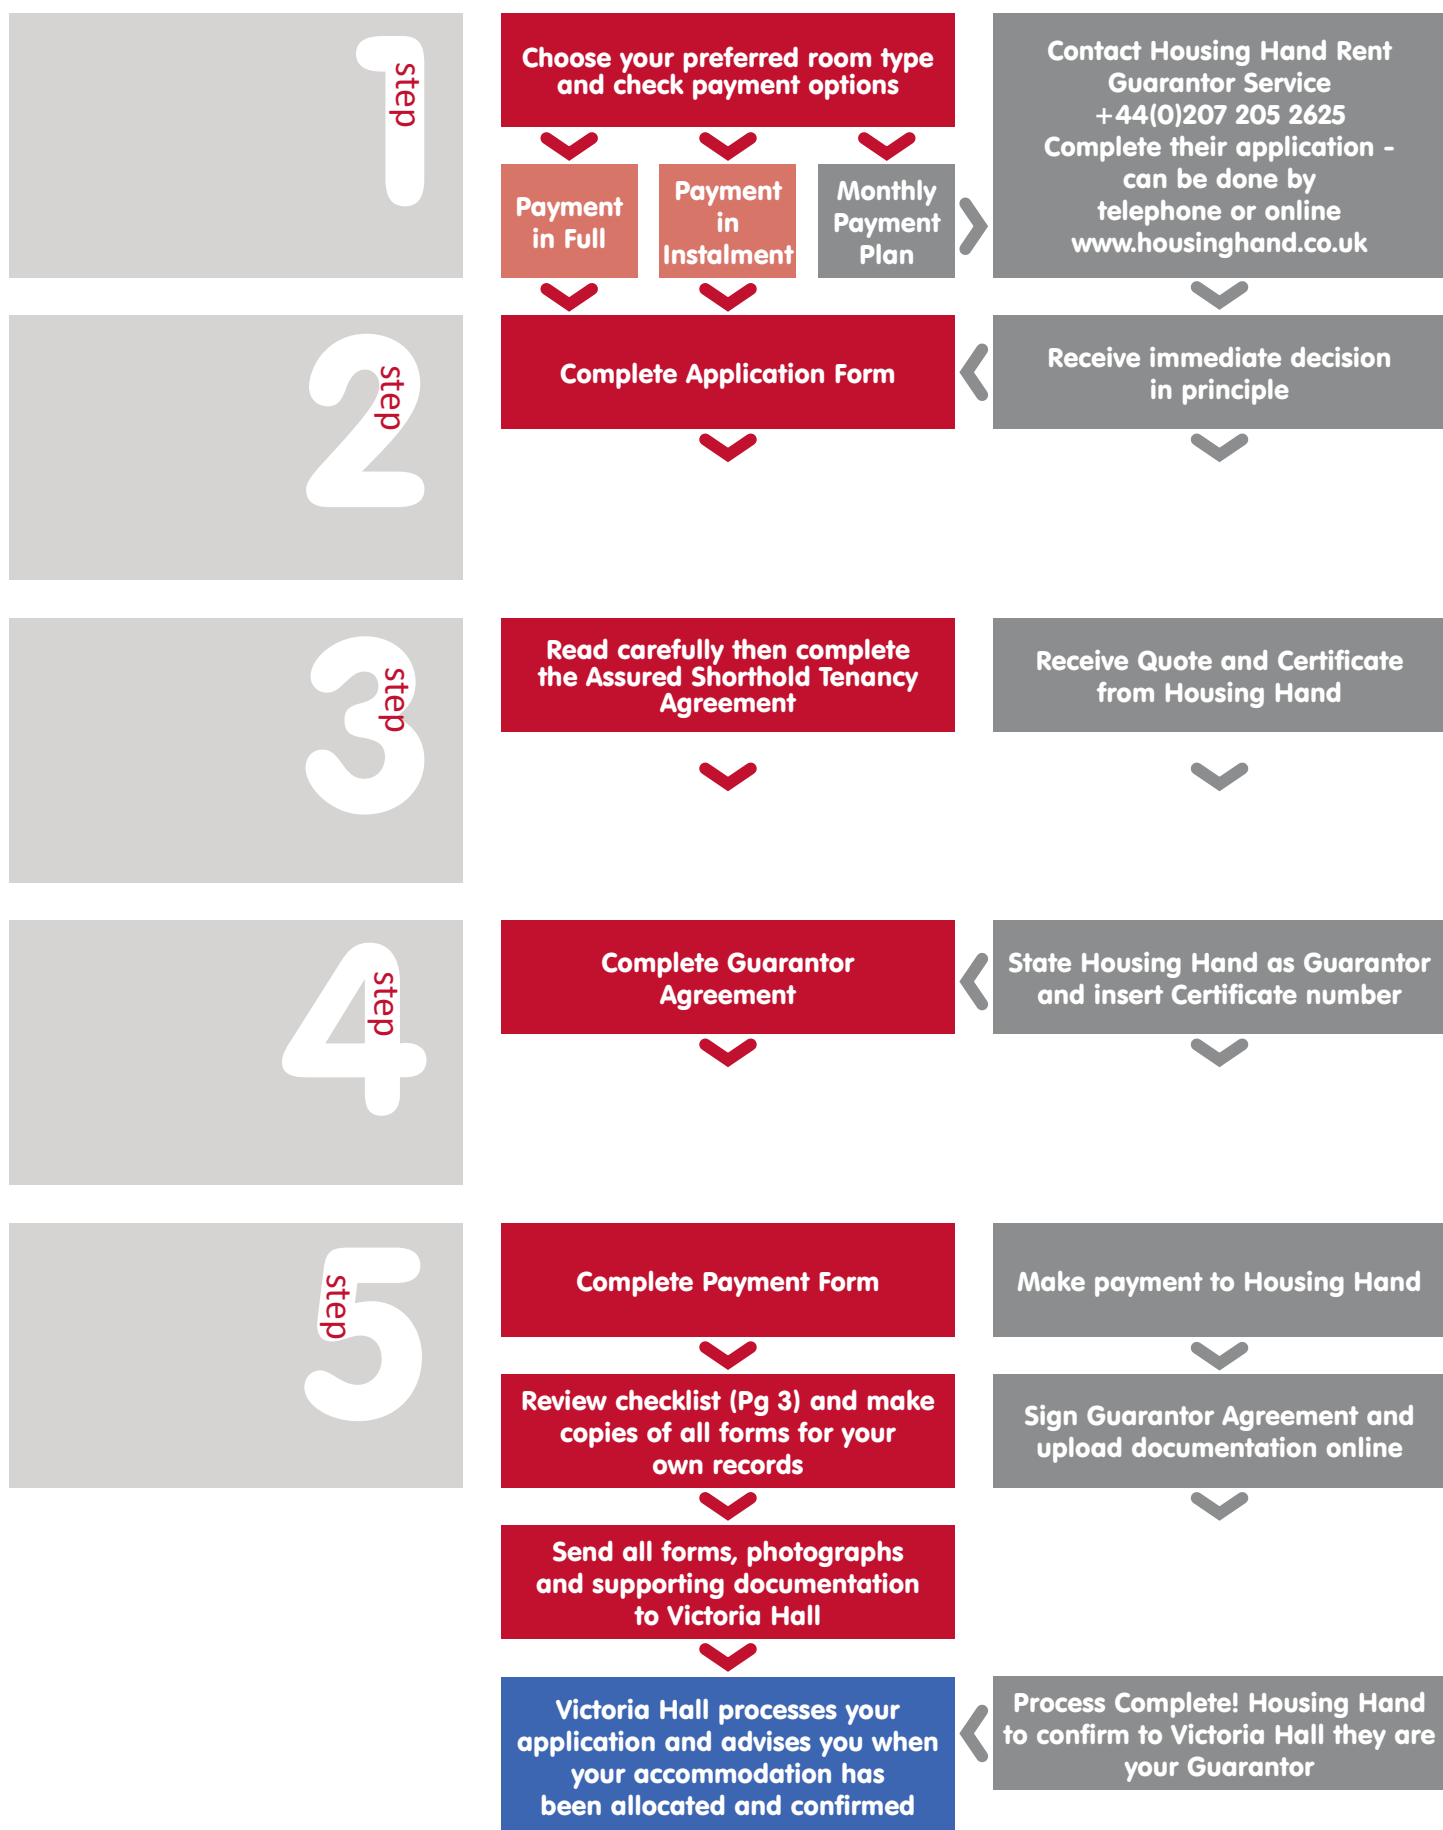 1
step
Choose your preferred room type
and check payment options
Payment
in Full
Payment
in
Instalment
Monthly
Payment
Plan
Contact Housing Hand Rent
Guarantor Service
+44(0)207 205 2625
Complete their application -
can be done by
telephone or online
www.housinghand.co.uk
2
step
Complete Application Form
Receive immediate decision
in principle
3
step
Read carefully then complete
the Assured Shorthold Tenancy
Agreement
Receive Quote and Certificate
from Housing Hand
4
step
Complete Guarantor
Agreement
State Housing Hand as Guarantor
and insert Certificate number
5
step
Complete Payment Form
Make payment to Housing Hand
Review checklist (Pg 3) and make
copies of all forms for your
own records
Sign Guarantor Agreement and
upload documentation online
Send all forms, photographs
and supporting documentation
to Victoria Hall
Victoria Hall processes your
application and advises you when
your accommodation has
been allocated and confirmed
Process Complete! Housing Hand
to confirm to Victoria Hall they are
your Guarantor